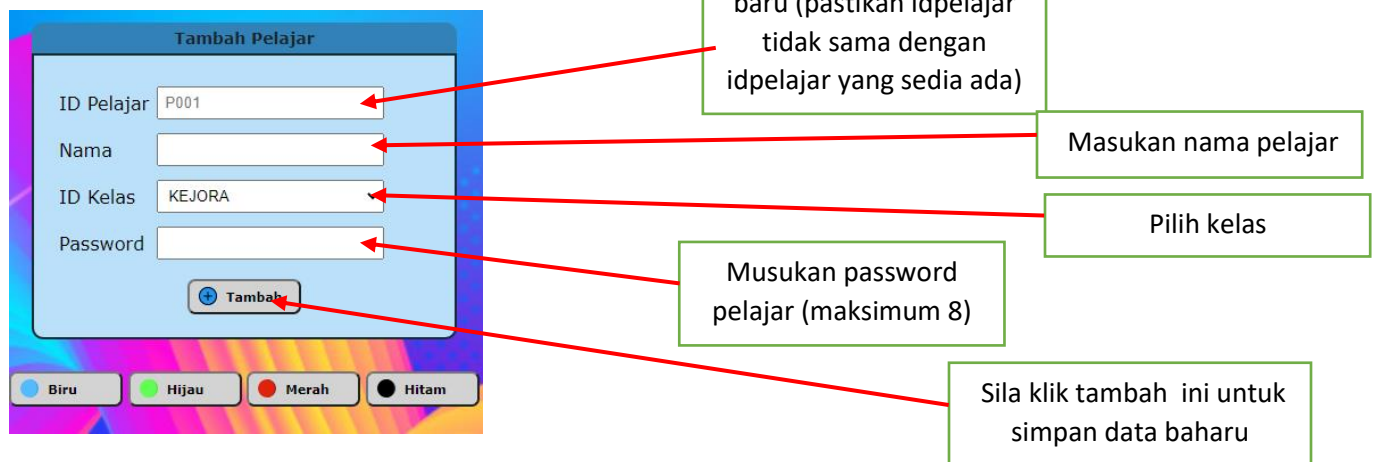 Tambah Pelajar
ID Pelajar P001
Nama
ID Kelas KEJORA
Password
Tambah
Biru Hijau Merah Hitam
baru (pastikan idpelajar
tidak sama dengan
idpelajar yang sedia ada)
Masukan nama pelajar
Pilih kelas
Musukan password
pelajar (maksimum 8)
Sila klik tambah ini untuk
simpan data baharu